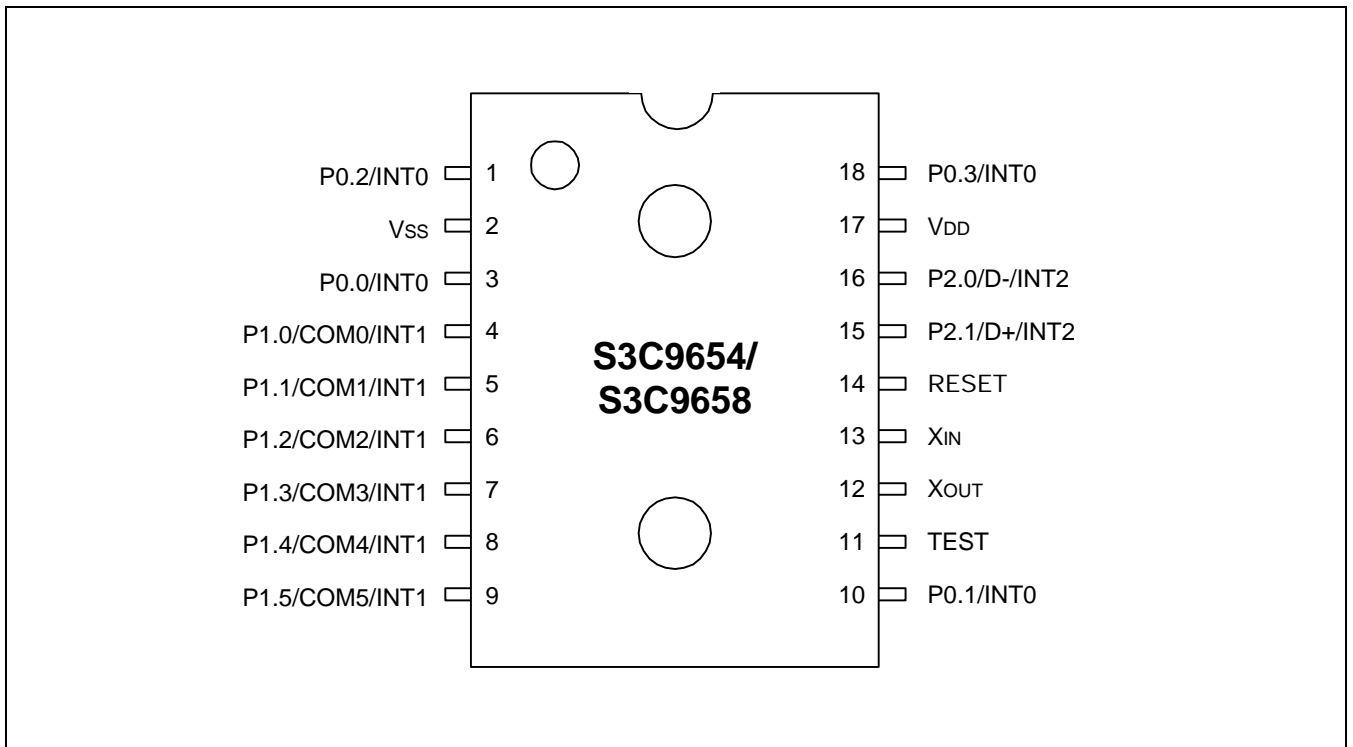 P0.2/INT0 1 18 P0.3/INT0
VSS 2 17 VDD
P0.0/INT0 3 16 P2.0/D-/INT2
P1.0/COM0/INT1 4 15 P2.1/D+/INT2
S3C9654/
S3C9658
P1.1/COM1/INT1 5 14 RESET
P1.2/COM2/INT1 6 13 XIN
P1.3/COM3/INT1 7 12 XOUT
P1.4/COM4/INT1 8 11 TEST
P1.5/COM5/INT1 9 10 P0.1/INT0